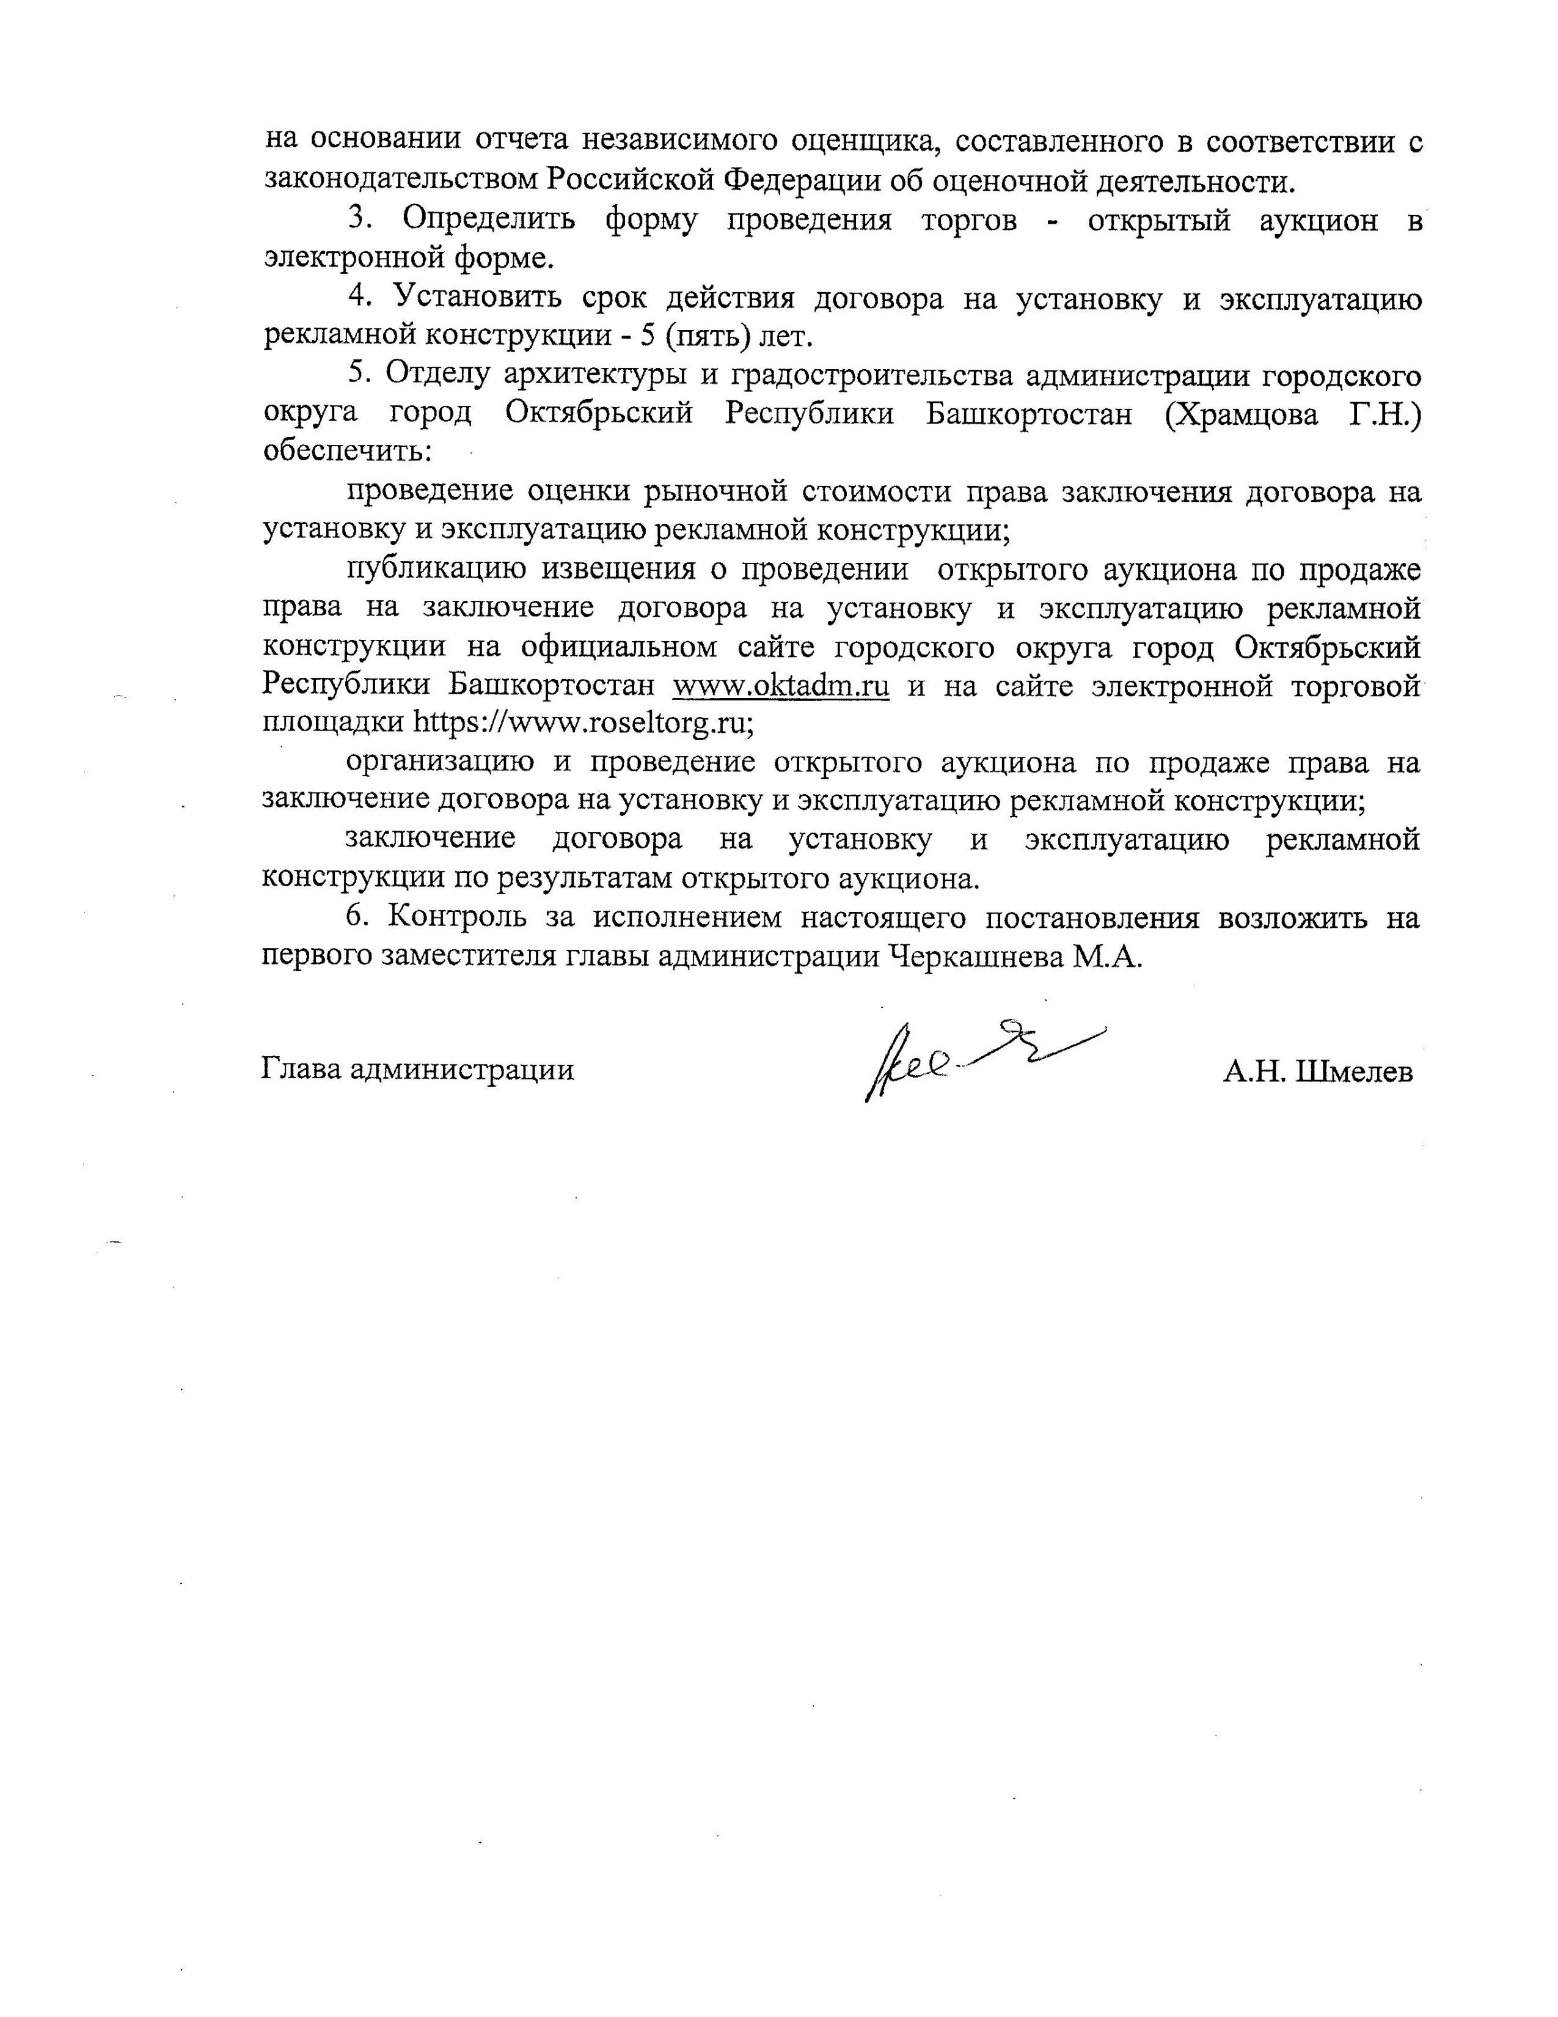 на основании отчета независимого оценщика, составленного в соответствии с
законодательством Российской Федерации об оценочной деятельности.
3. Определить форму проведения торгов - открытый аукцион в
электронной форме.
4. Установить срок действия договора на установку и эксплуатацию
рекламной конструкции - 5 (пять) лет.
5. Отделу архитектуры и градостроительства администрации городского
округа город Октябрьский Республики Башкортостан (Храмцова Г.Н.)
обеспечить:
проведение оценки рыночной стоимости права заключения договора на
установку и эксплуатацию рекламной конструкции;
публикацию извещения о проведении открытого аукциона по продаже
права на заключение договора на установку и эксплуатацию рекламной
конструкции на официальном сайте городского округа город Октябрьский
Республики Башкортостан www.oktadm.ru и на сайте электронной торговой
площадки https://www.roseltorg.ru;
организацию и проведение открытого аукциона по продаже права на
заключение договора на установку и эксплуатацию рекламной конструкции;
заключение договора на установку и эксплуатацию рекламной
конструкции по результатам открытого аукциона.
6. Контроль за исполнением настоящего постановления возложить на
первого заместителя главы администрации Черкашнева М.А.
Глава администрации А.Н. Шмелев